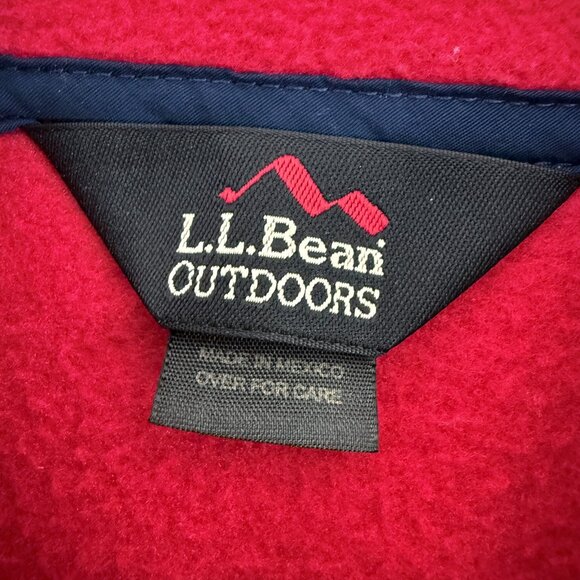 L.L.Bean
OUTDOORS
MADE IN MEXICO
OVER FOR CARE